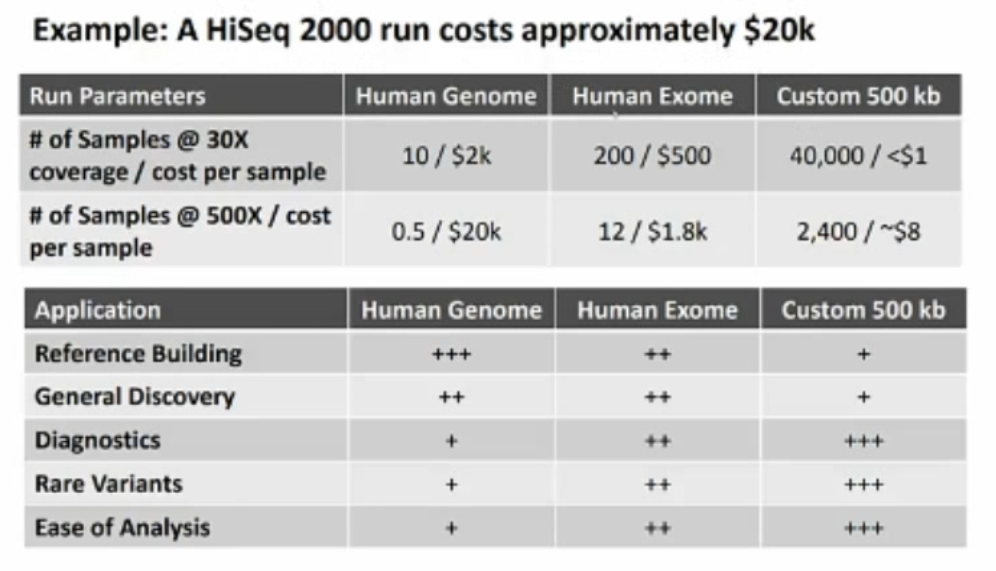 Example: A HiSeq 2000 run costs approximately $20k
Run Parameters Human Genome Human Exome Custom 500 kb
# of Samples @ 30X
coverage / cost per sample 10 / $2k 200 / $500 40,000 / <$1
# of Samples @ 500X / cost
per sample 0.5 / $20k 12 / $1.8k 2,400 / ~$8
Application Human Genome Human Exome Custom 500 kb
Reference Building +++ ++ +
General Discovery ++ ++ +
Diagnostics + ++ +++
Rare Variants + ++ +++
Ease of Analysis + ++ +++